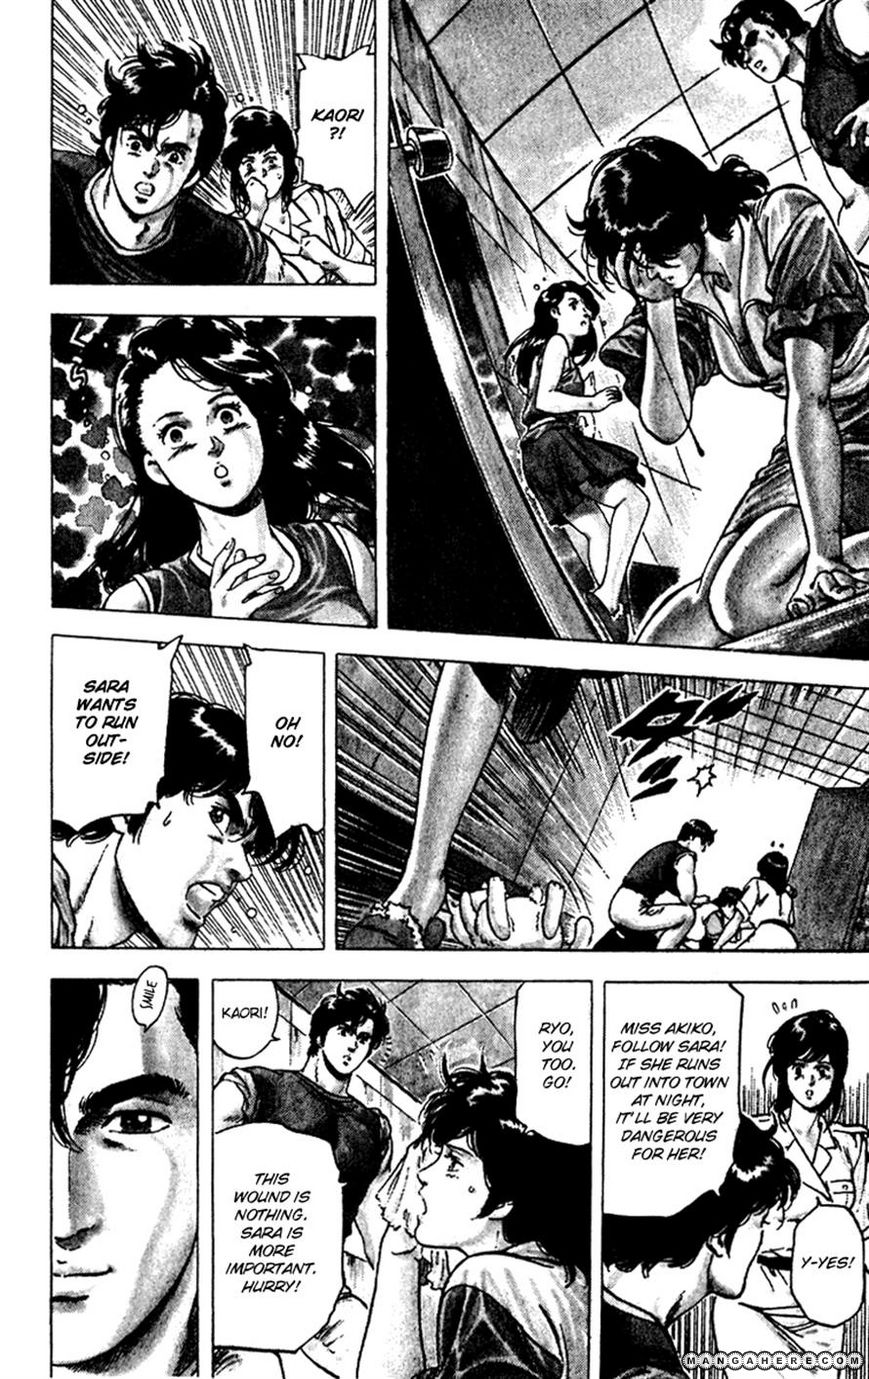 KAORI
?!
OH
NO!
SARA
WANTS
TO RUN
OUT-
SIDE!
MISS AKIKO,
FOLLOW SARA!
IF SHE RUNS
OUT INTO TOWN
AT NIGHT,
IT'LL BE VERY
DANGEROUS
FOR HER!
Y-YES!
RYO,
YOU
TOO.
GO!
KAORI!
THIS
WOUND IS
NOTHING.
SARA IS
MORE
IMPORTANT.
HURRY!
SMILE
MANGAHERE.COM